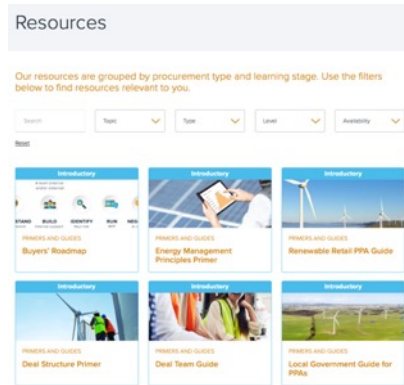 Resources
Our resources are grouped by procurement type and learning stage. Use the filters
below to find resources relevant to you.
Search
Topic
Type
Level
Availability
Reset
Introductory
Introductory
Introductory
BUILD
IDENTIFY
RUN
PRIMERS AND GUIDES
Buyers' Roadmap
PRIMERS AND GUIDES
Energy Management
Principles Primer
PRIMERS AND GUIDES
Renewable Retail PPA Guide
Introductory
Introductory
Introductory
PRIMERS AND GUIDES
Deal Structure Primer
PRIMERS AND GUIDES
Deal Team Guide
PRIMERS AND GUIDES
Local Government Guide for
PPAs